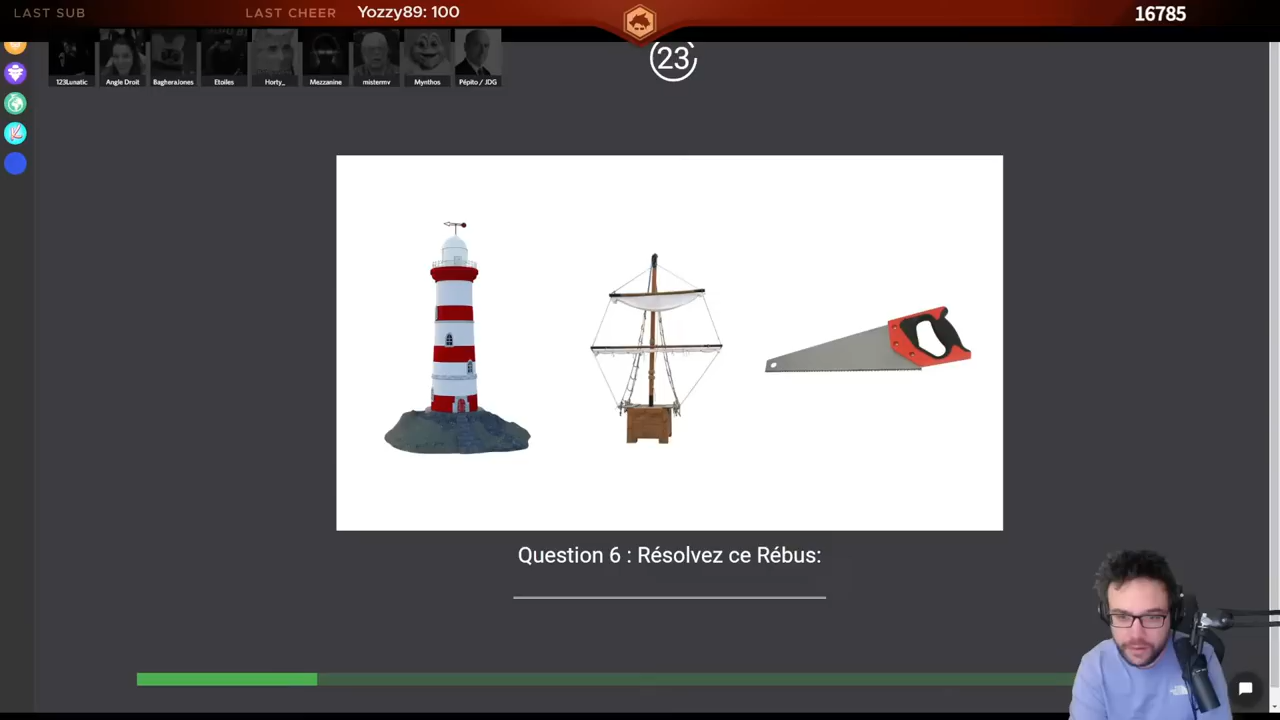 LAST SUB
LAST CHEER
Yozzy89: 100
16785
23
123Lunatic
Angle Droit
BagheraJones
Etoiles
Horty_
Mezzanine
mistermv
Mynthos
Pépito / JDG
Question 6 : Résolvez ce Rébus: